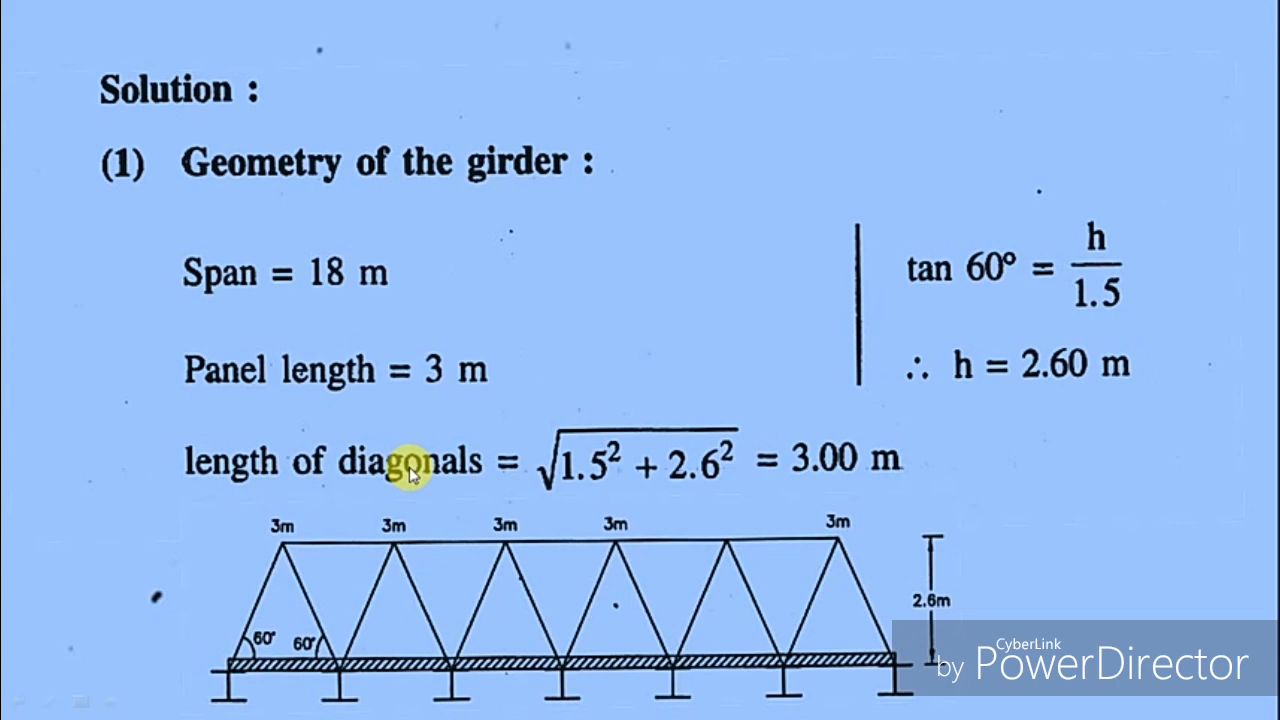 Solution :
(1) Geometry of the girder :
Span = 18 m
Panel length = 3 m
length of diagonals = √1.5² + 2.6² = 3.00 m
tan 60° = h / 1.5
∴ h = 2.60 m
3m 3m 3m 3m 3m
60° 60°
2.6m
CyberLink
by PowerDirector